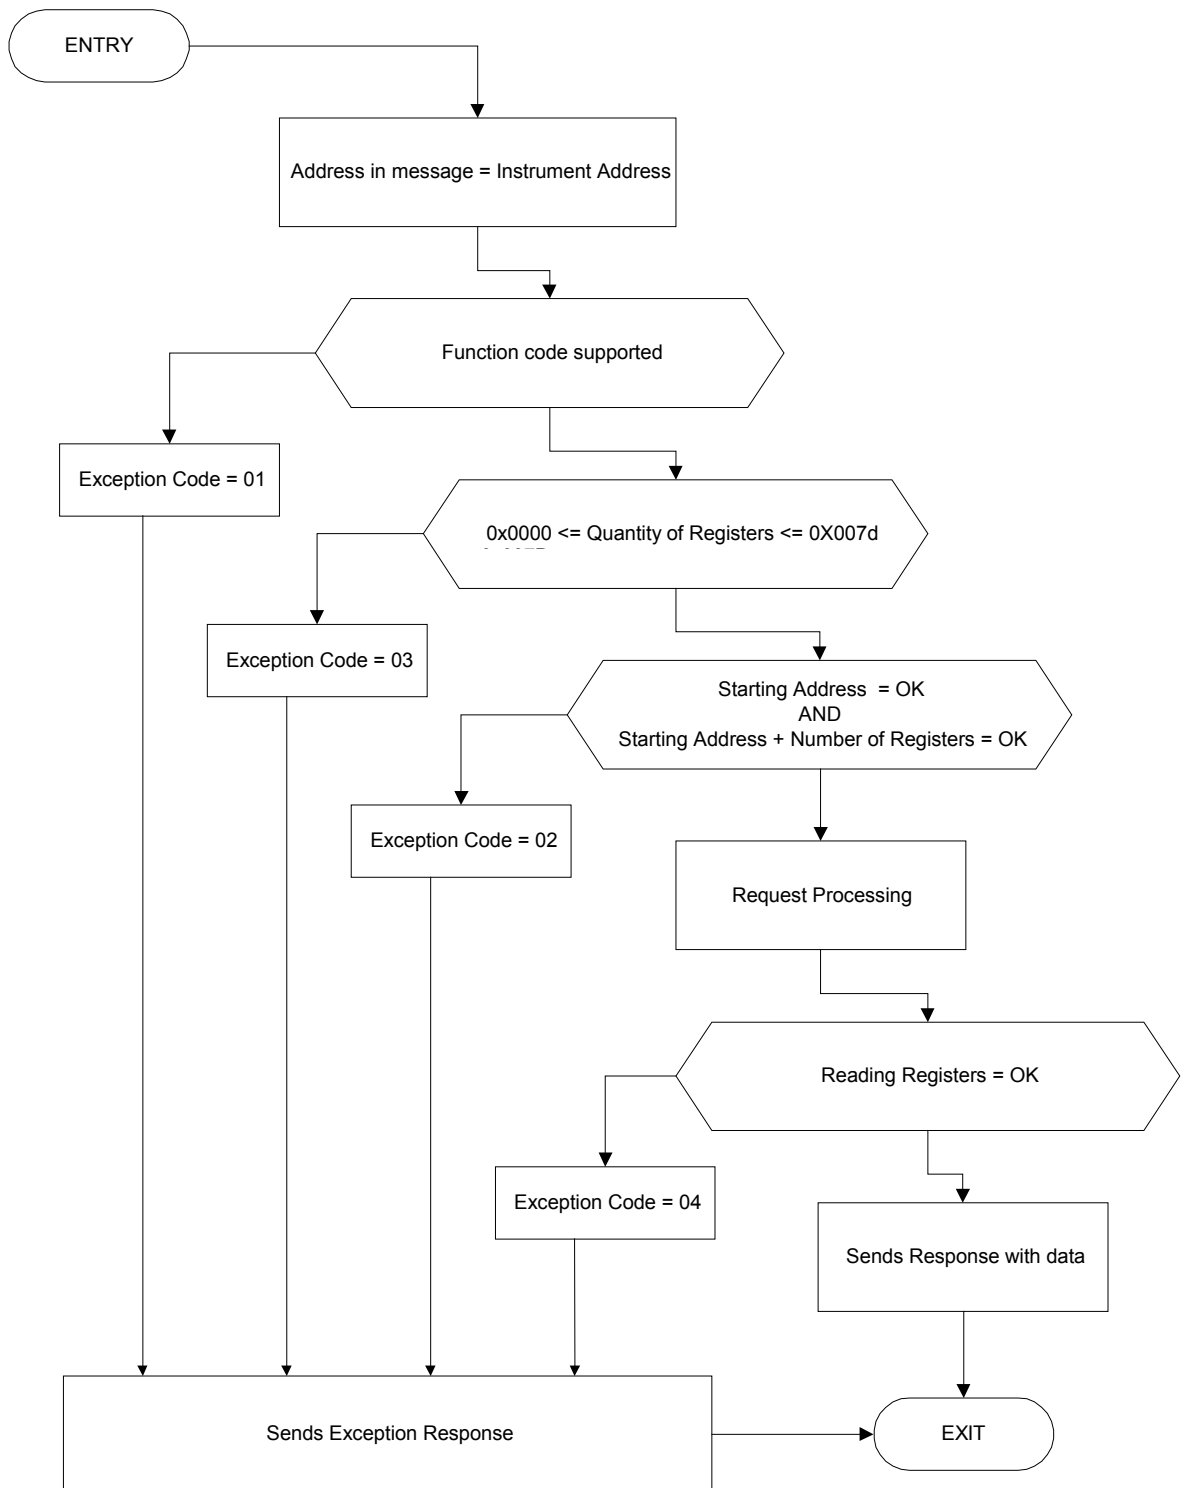 ENTRY
Address in message = Instrument Address
Function code supported
Exception Code = 01
0x0000 <= Quantity of Registers <= 0X007d
Exception Code = 03
Starting Address = OK
AND
Starting Address + Number of Registers = OK
Exception Code = 02
Request Processing
Reading Registers = OK
Exception Code = 04
Sends Response with data
Sends Exception Response
EXIT